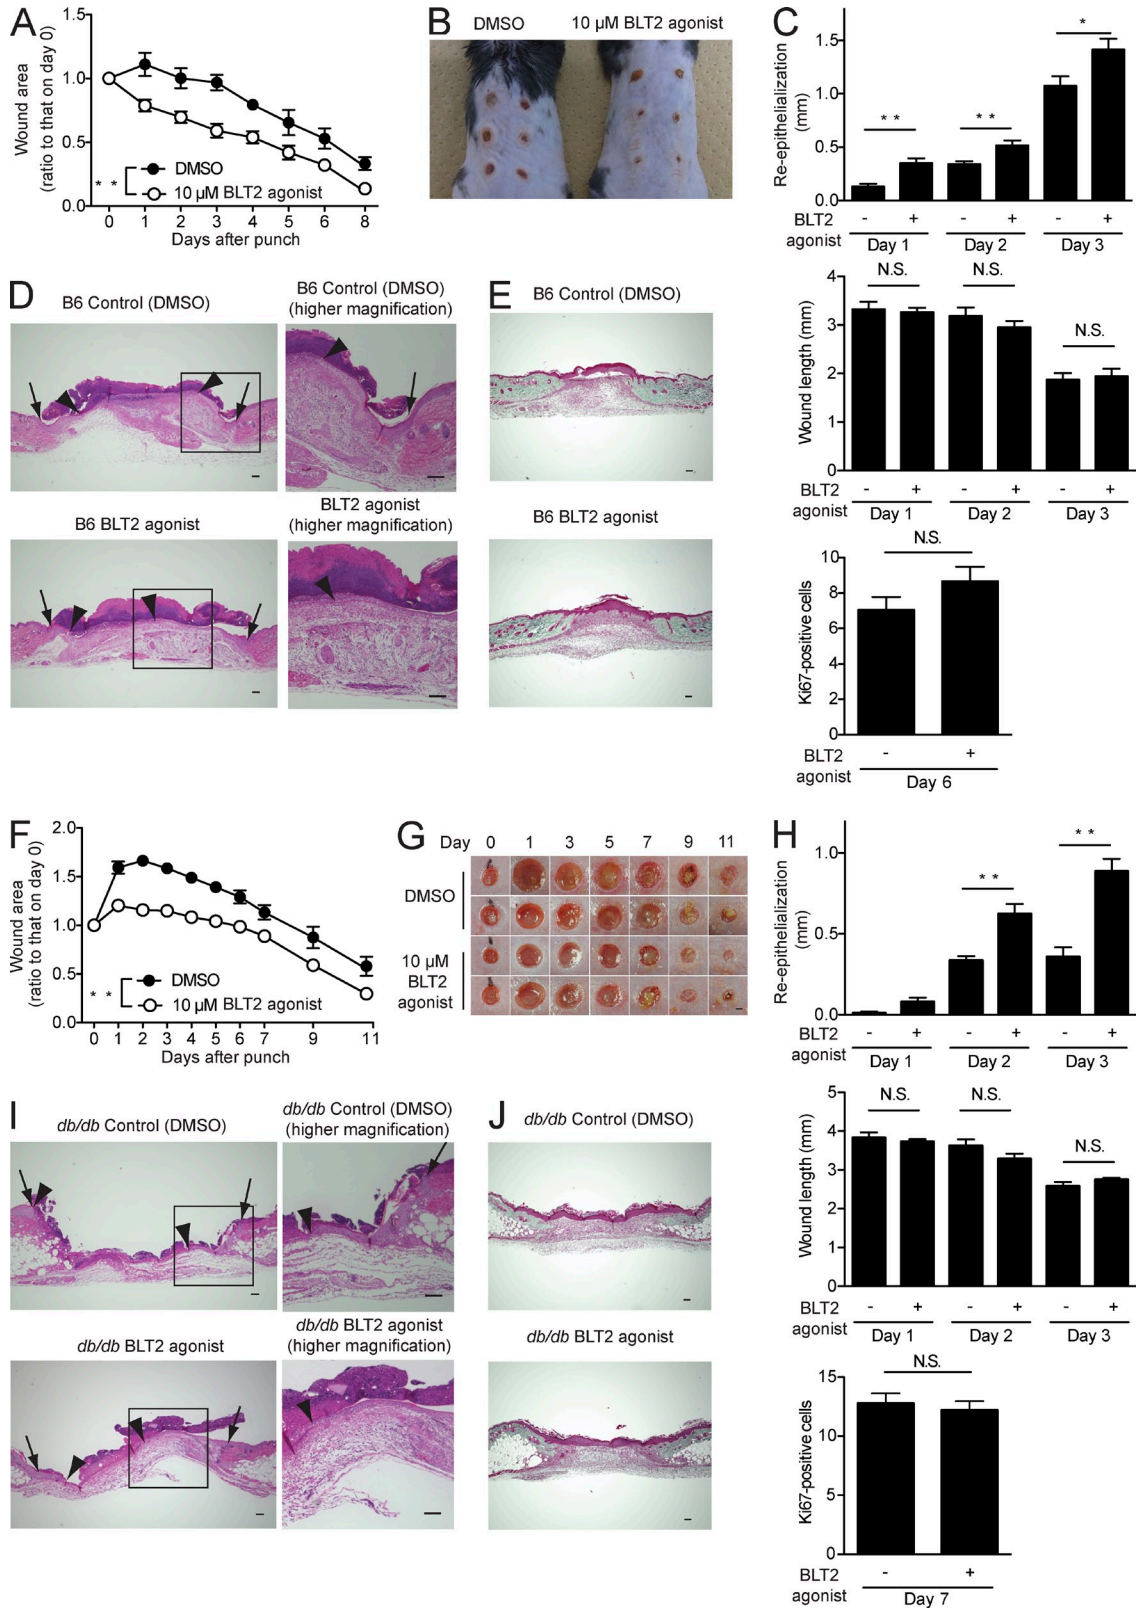 A
Wound area
(ratio to that on day 0)
1.5
1.0
0.5
0.0
DMSO
10 µM BLT2 agonist
* *
0 1 2 3 4 5 6 8
Days after punch
B
DMSO 10 µM BLT2 agonist
C
Re-epithelialization
(mm)
1.5
1.0
0.5
0.0
* *
* *
*
BLT2
agonist
- + - + - +
Day 1 Day 2 Day 3
Wound length (mm)
4
3
2
1
0
N.S. N.S.
N.S.
BLT2
agonist
- + - + - +
Day 1 Day 2 Day 3
Ki67-positive cells
10
8
6
4
2
0
N.S.
BLT2
agonist
- +
Day 6
D
B6 Control (DMSO)
B6 Control (DMSO)
(higher magnification)
B6 BLT2 agonist
BLT2 agonist
(higher magnification)
E
B6 Control (DMSO)
B6 BLT2 agonist
F
Wound area
(ratio to that on day 0)
2.0
1.5
1.0
0.5
0.0
DMSO
10 µM BLT2 agonist
* *
0 1 2 3 4 5 6 7 9 11
Days after punch
G
Day 0 1 3 5 7 9 11
DMSO
10 µM
BLT2
agonist
H
Re-epithelialization
(mm)
1.0
0.5
0.0
* *
* *
BLT2
agonist
- + - + - +
Day 1 Day 2 Day 3
Wound length (mm)
5
4
3
2
1
0
N.S. N.S.
N.S.
BLT2
agonist
- + - + - +
Day 1 Day 2 Day 3
Ki67-positive cells
15
10
5
0
N.S.
BLT2
agonist
- +
Day 7
I
db/db Control (DMSO)
db/db Control (DMSO)
(higher magnification)
db/db BLT2 agonist
db/db BLT2 agonist
(higher magnification)
J
db/db Control (DMSO)
db/db BLT2 agonist